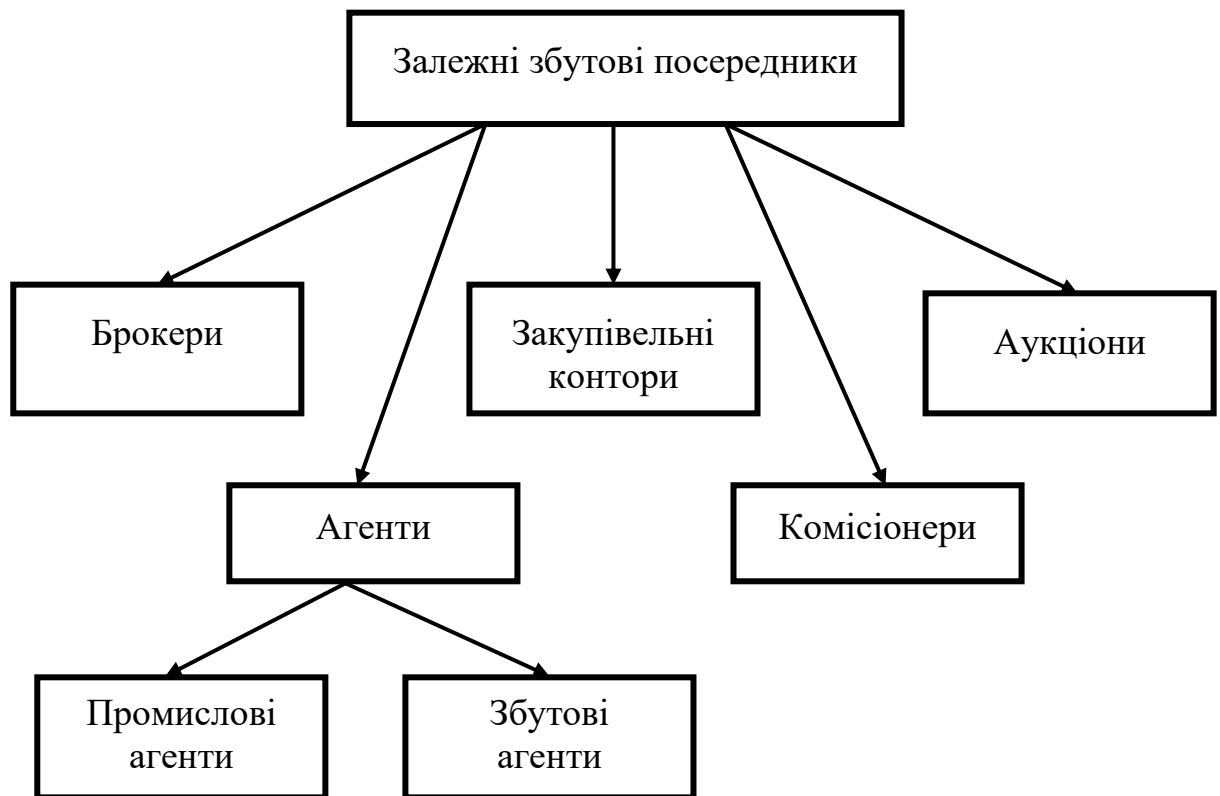 Залежні збутові посередники
Брокери
Закупівельні
контори
Аукціони
Агенти
Комісіонери
Промислові
агенти
Збутові
агенти